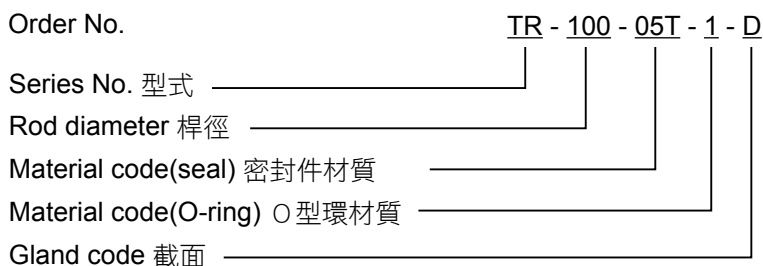 Order No. TR - 100 - 05T - 1 - D
Series No. 型式
Rod diameter 桿徑
Material code(seal) 密封件材質
Material code(O-ring) Ｏ型環材質
Gland code 截面